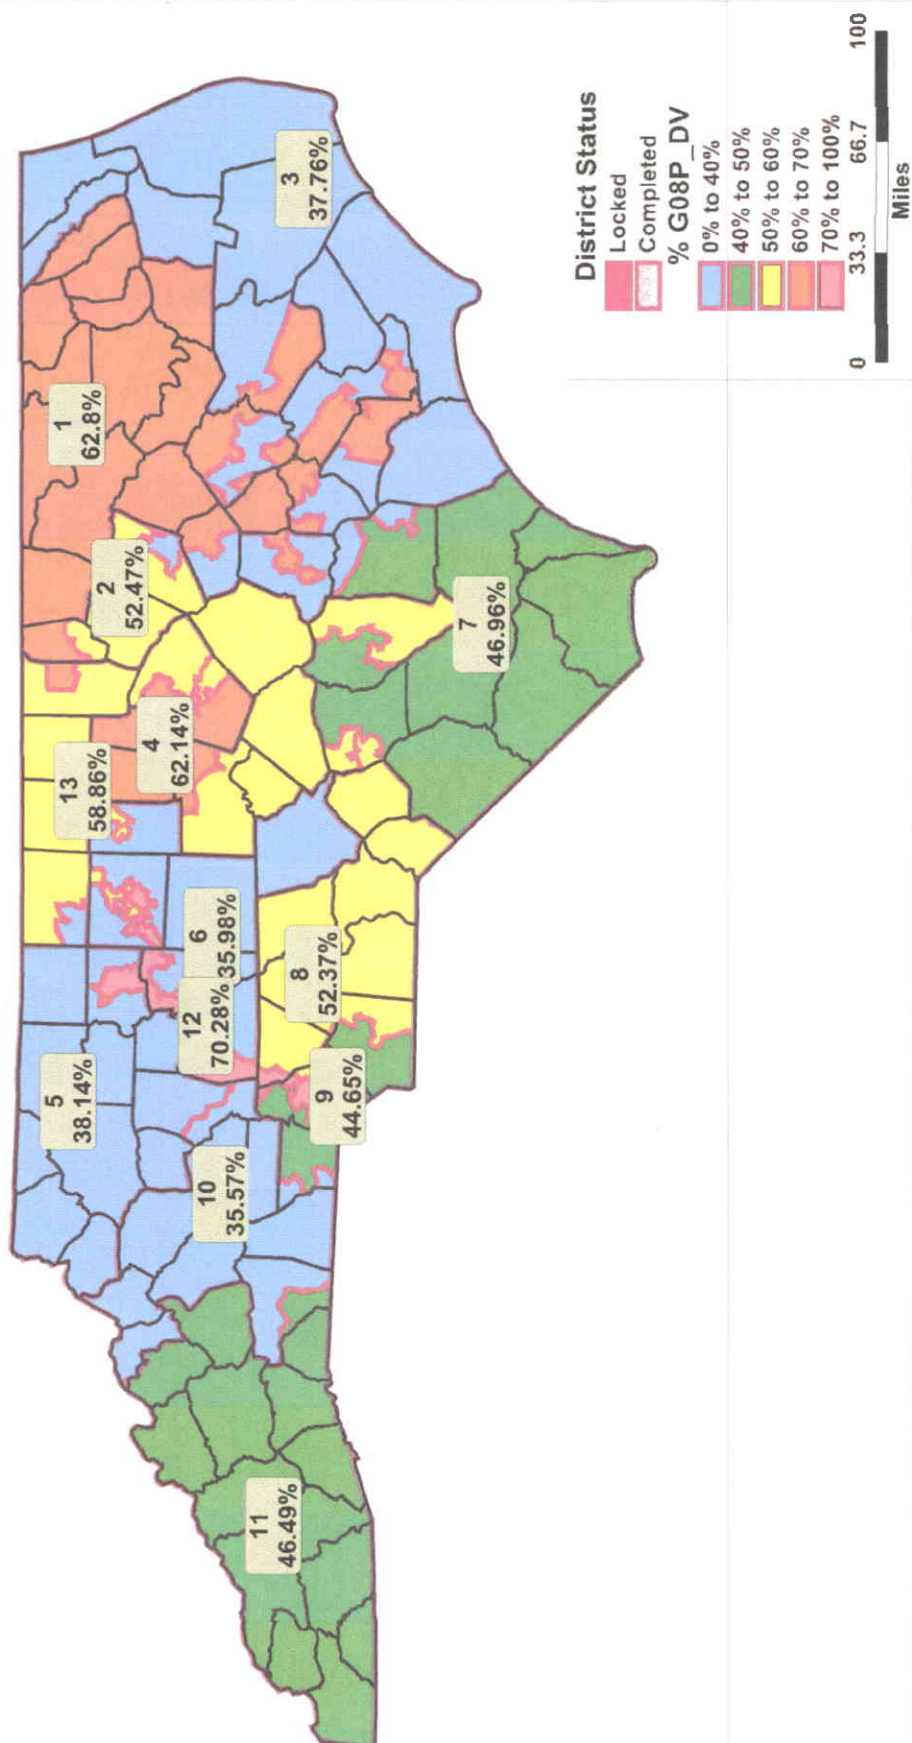 1
62.8%
2
52.47%
3
37.76%
4
62.14%
13
58.86%
5
38.14%
6
35.98%
12
70.28%
7
46.96%
8
52.37%
9
44.65%
10
35.57%
11
46.49%
District Status
Locked
Completed
% G08P_DV
0% to 40%
40% to 50%
50% to 60%
60% to 70%
70% to 100%
0 33.3 66.7 100
Miles